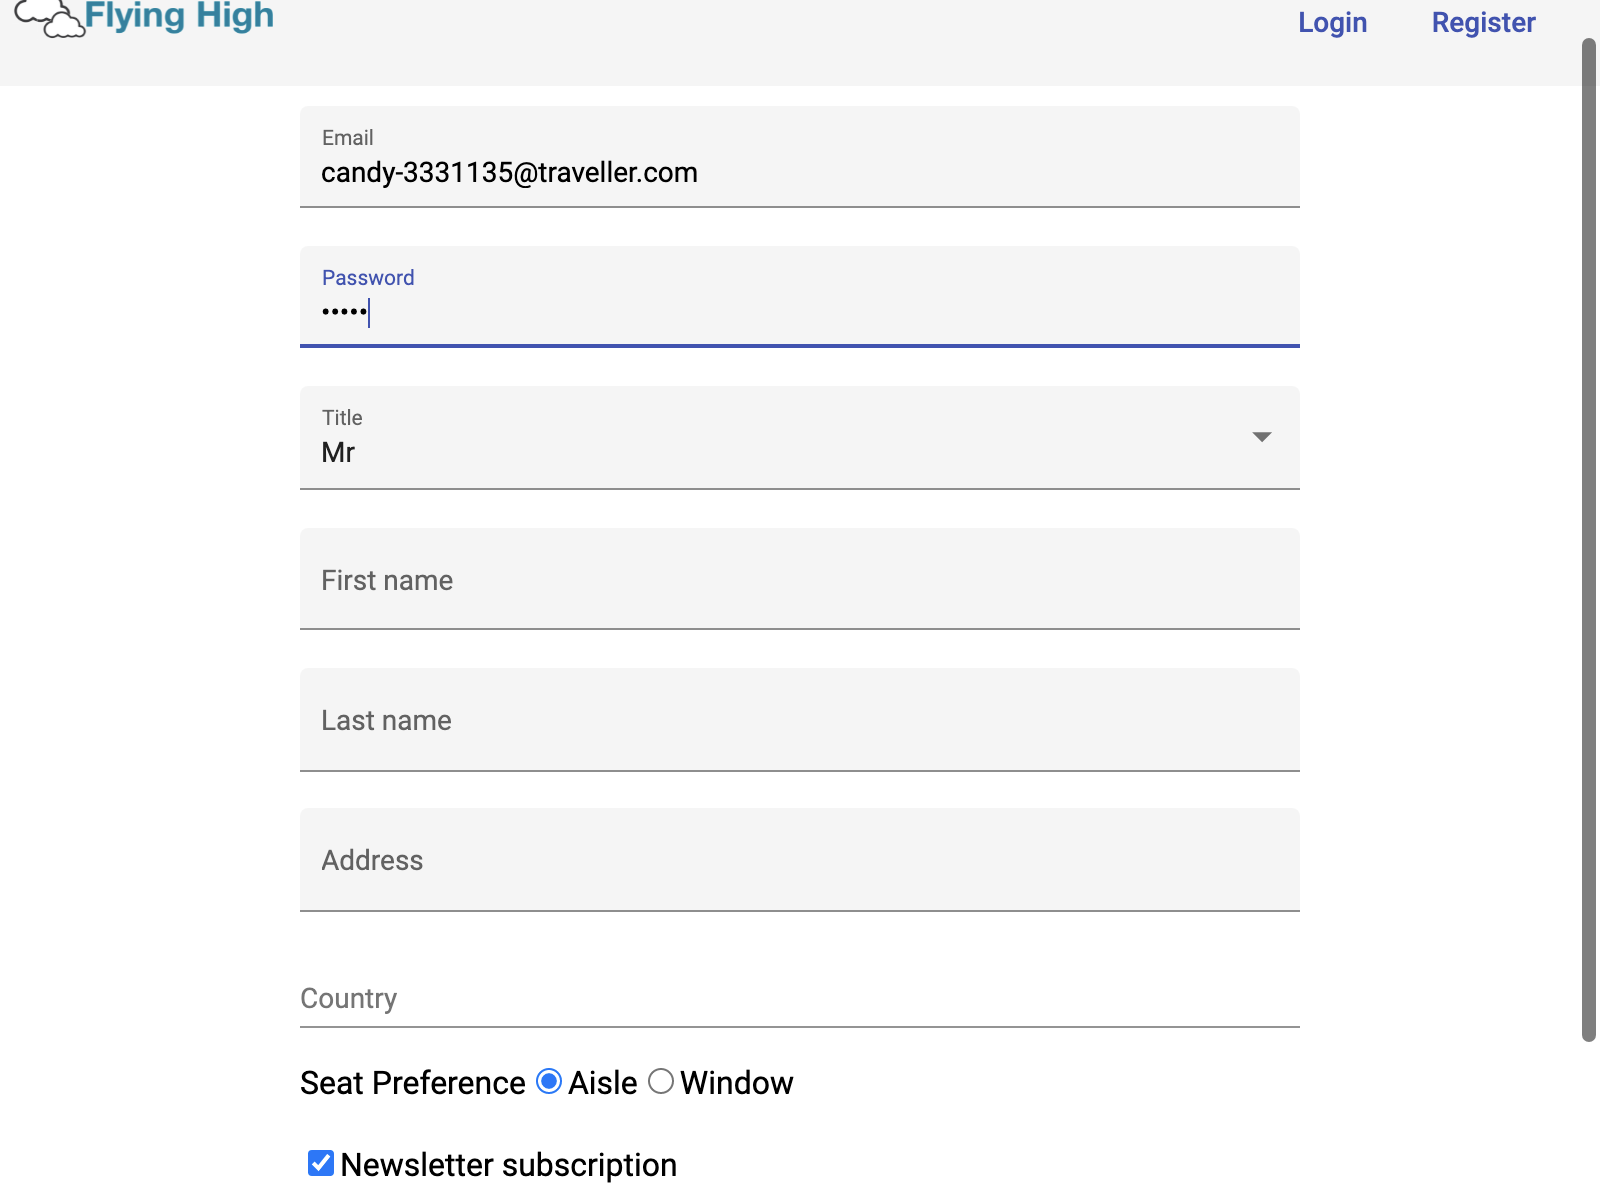 Flying High
Login Register
Email
candy-3331135@traveller.com
Password
•••••
Title
Mr
First name
Last name
Address
Country
Seat Preference Aisle Window
Newsletter subscription